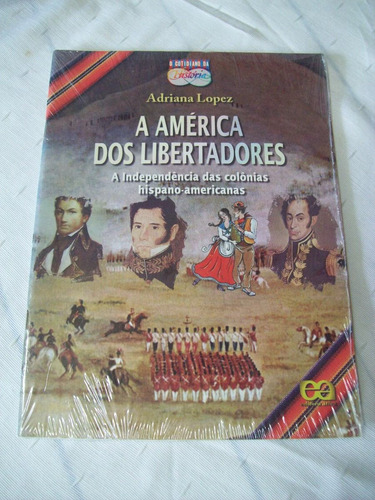 O COTIDIANO DA
História
Adriana Lopez
A AMÉRICA
DOS LIBERTADORES
A Independência das colônias
hispano-americanas